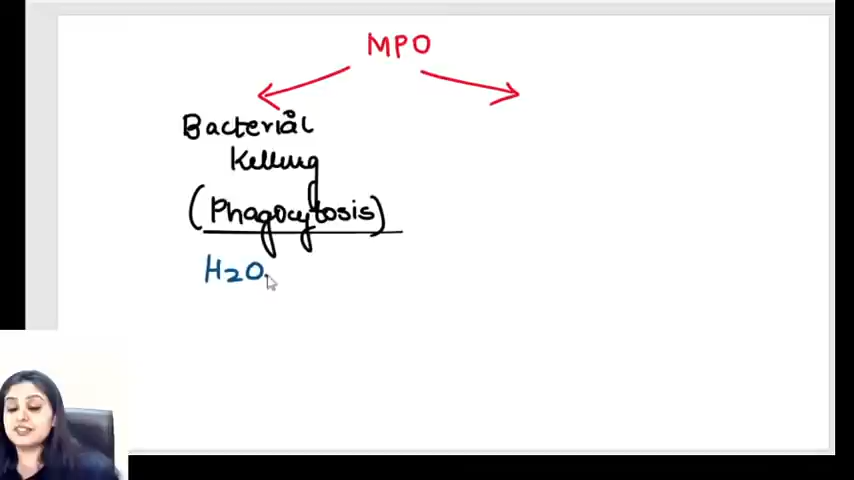 MPO
Bacterial
Killing
(Phagocytosis)
H2O